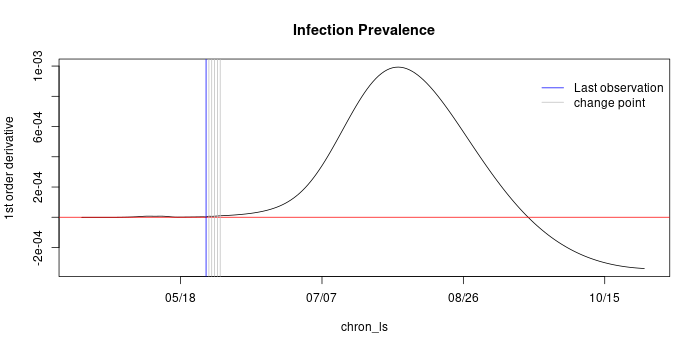 Infection Prevalence
1st order derivative
1e-03
6e-04
2e-04
-2e-04
Last observation
change point
05/18
07/07
08/26
10/15
chron_ls